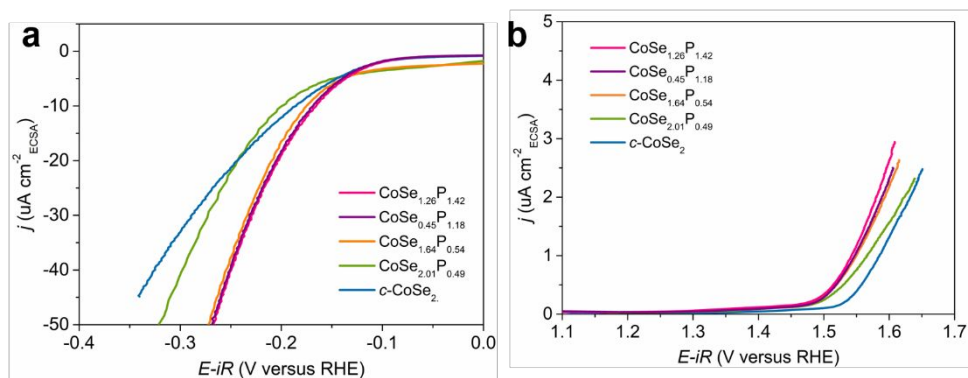 a
0
-10
-20
-30
-40
-50
j (uA cm⁻²ECSA)
CoSe₁.₂₆P₁.₄₂
CoSe₀.₄₅P₁.₁₈
CoSe₁.₆₄P₀.₅₄
CoSe₂.₀₁P₀.₄₉
c-CoSe₂.
-0.4 -0.3 -0.2 -0.1 0.0
E-iR (V versus RHE)
b
5
4
3
2
1
0
j (uA cm⁻²ECSA)
CoSe₁.₂₆P₁.₄₂
CoSe₀.₄₅P₁.₁₈
CoSe₁.₆₄P₀.₅₄
CoSe₂.₀₁P₀.₄₉
c-CoSe₂
1.1 1.2 1.3 1.4 1.5 1.6 1.7
E-iR (V versus RHE)